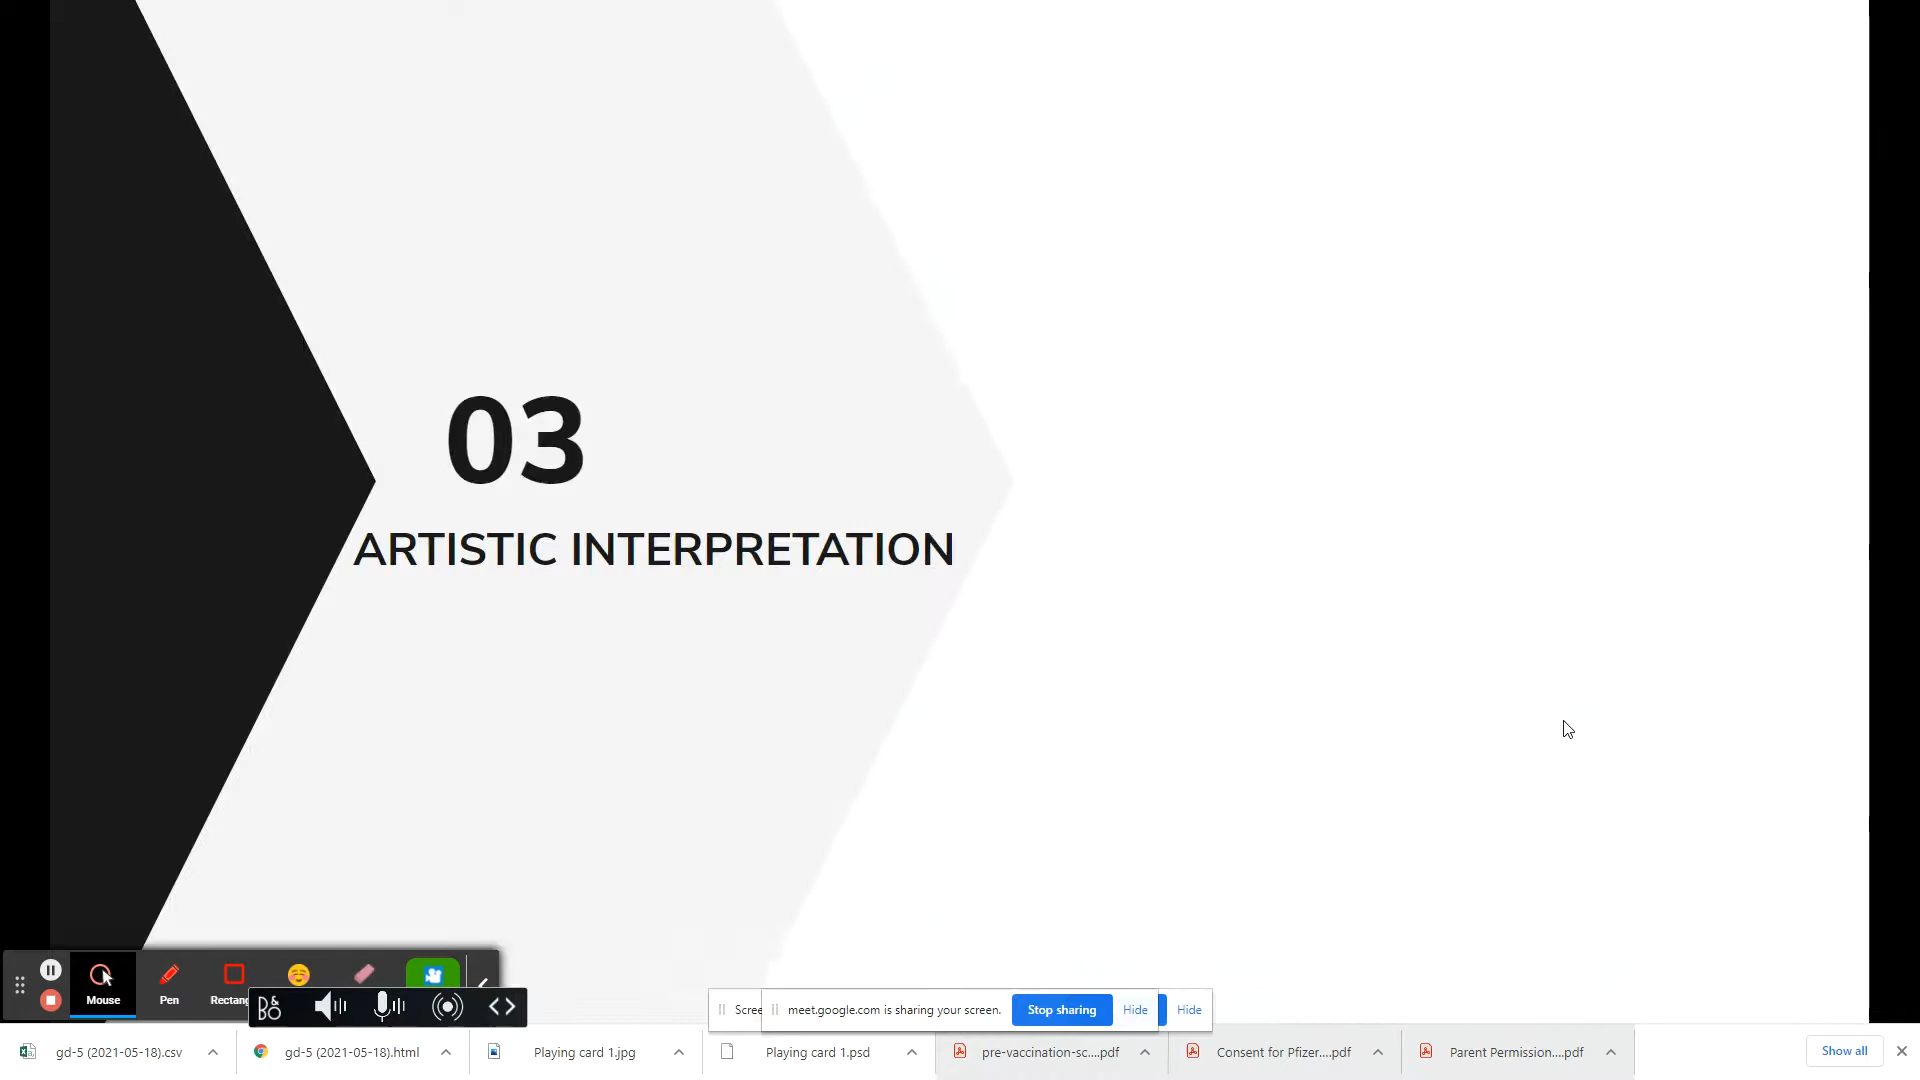 03
ARTISTIC INTERPRETATION
Mouse
Pen
Rectang
B&O
Scree
meet.google.com is sharing your screen.
Stop sharing
Hide
Hide
gd-5 (2021-05-18).csv
gd-5 (2021-05-18).html
Playing card 1.jpg
Playing card 1.psd
pre-vaccination-sc....pdf
Consent for Pfizer....pdf
Parent Permission....pdf
Show all